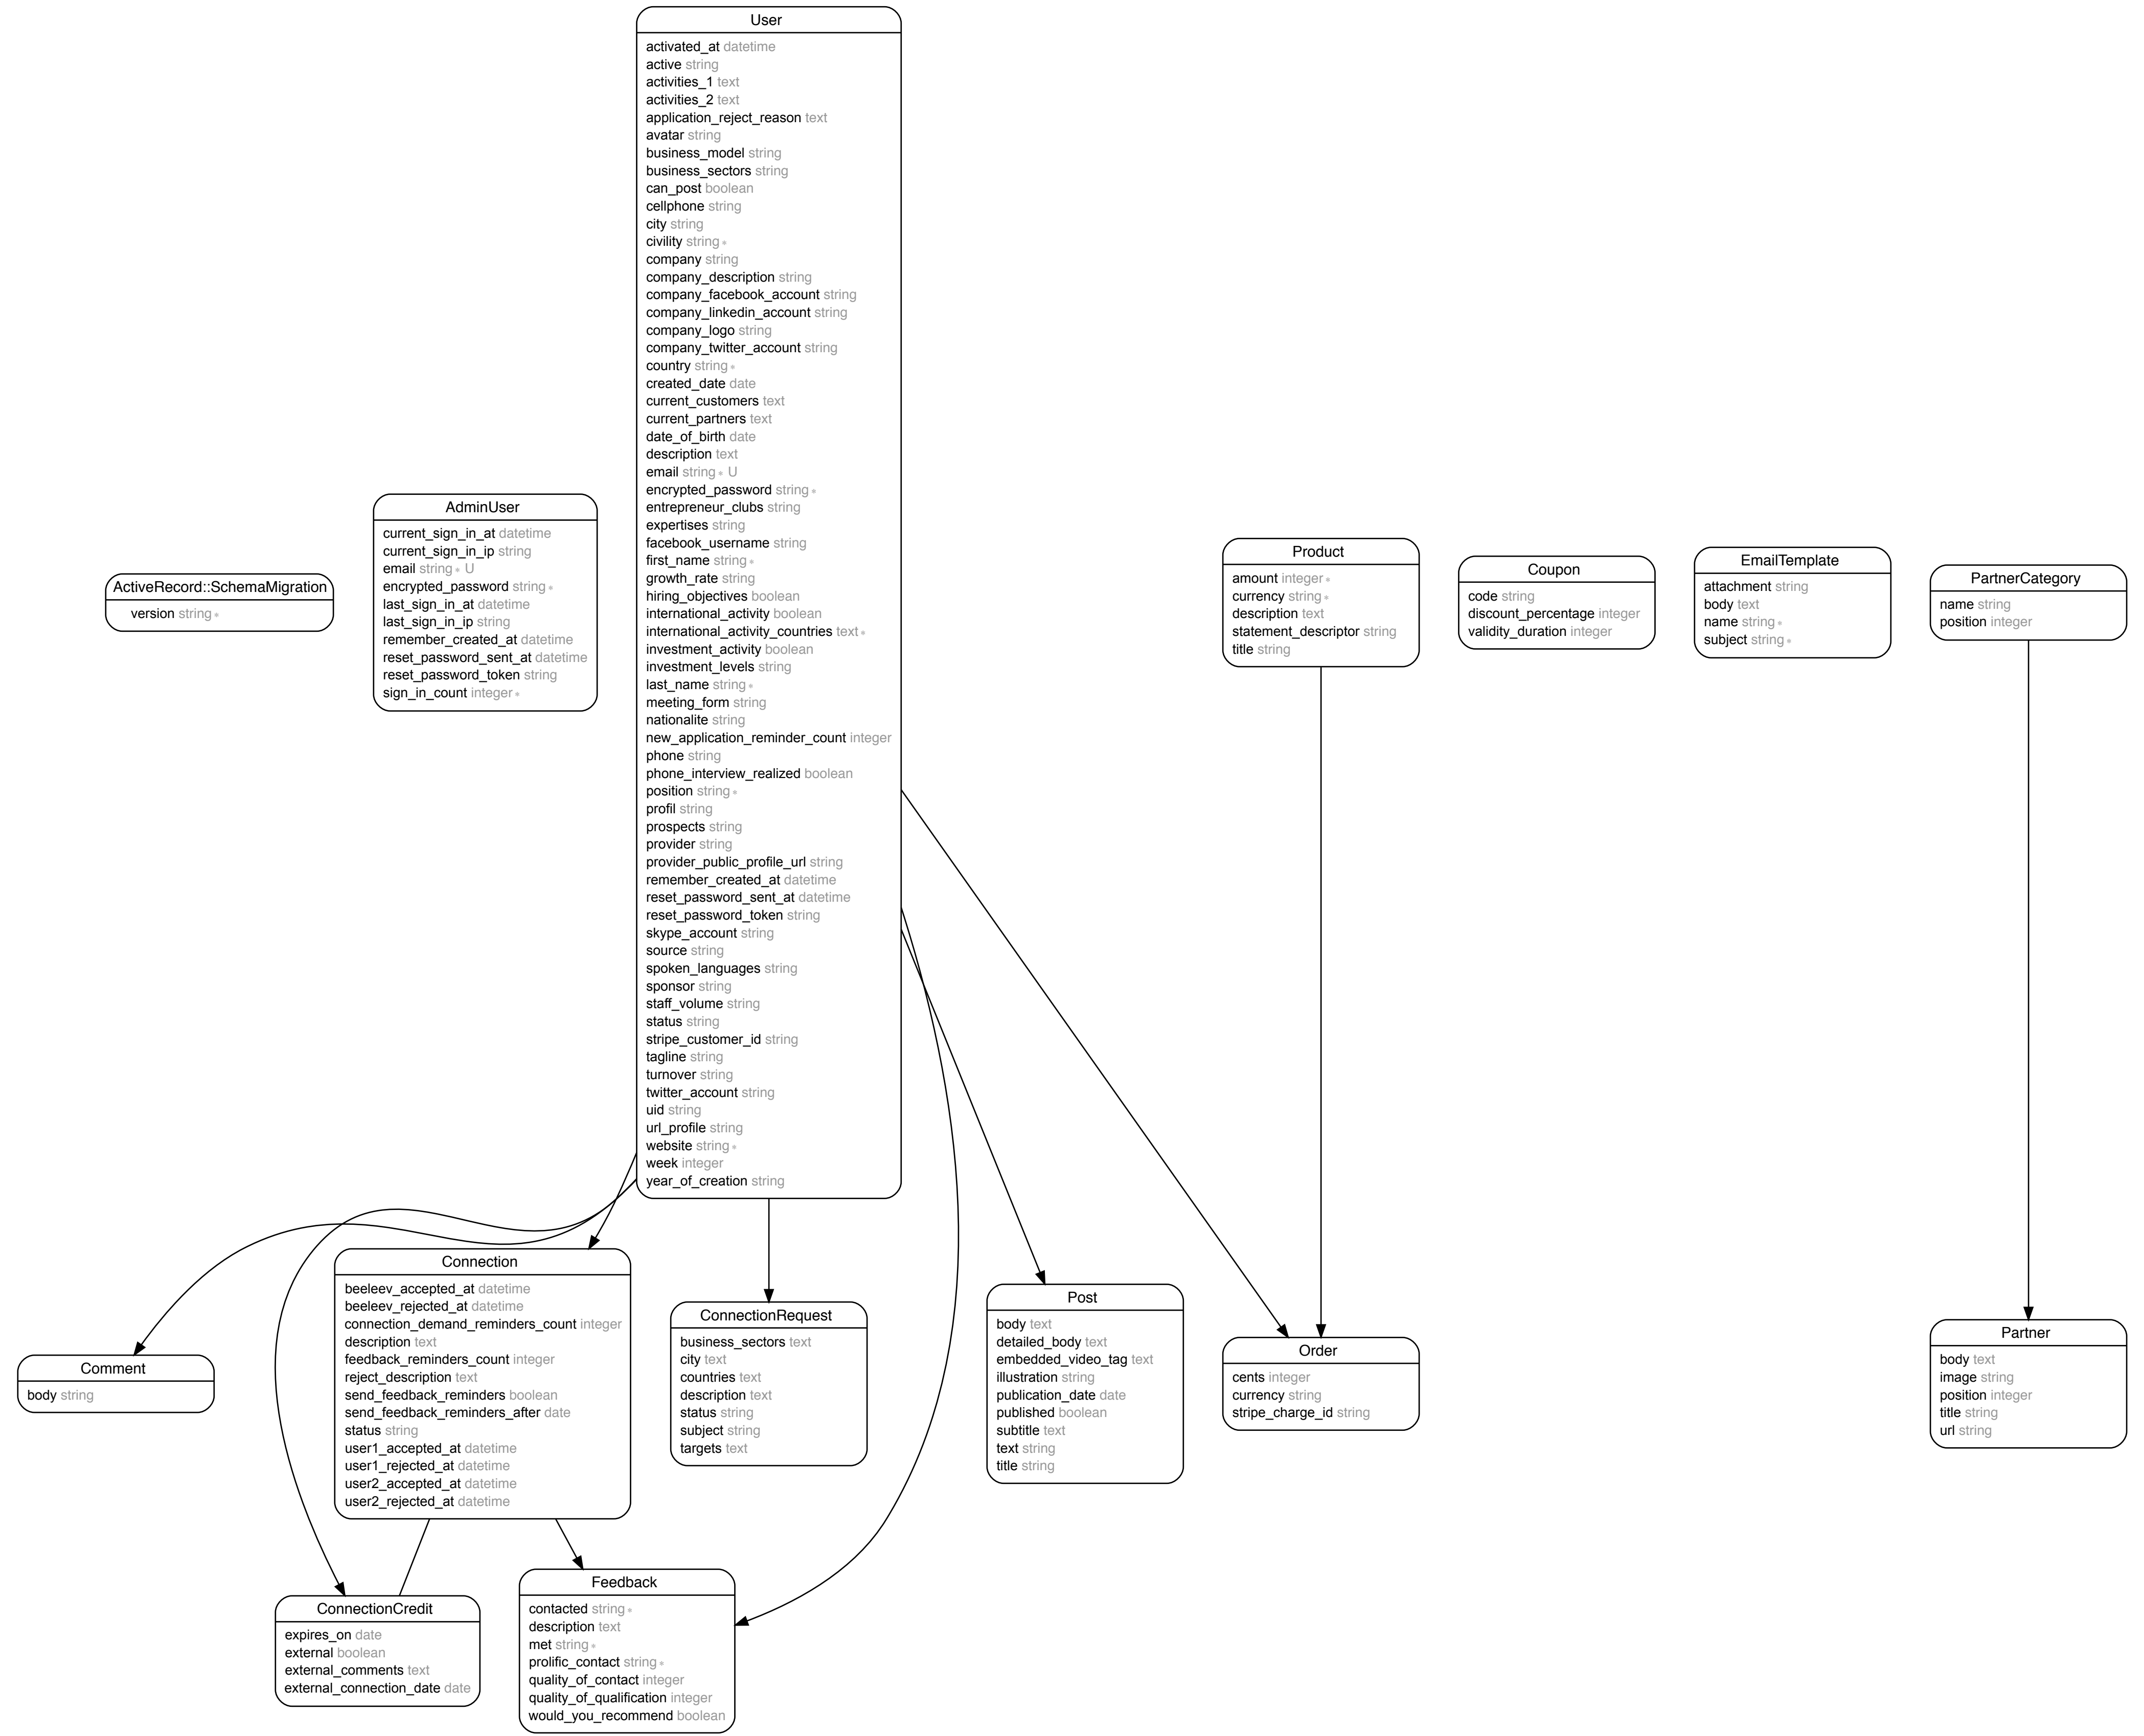 User
activated_at datetime
active string
activities_1 text
activities_2 text
application_reject_reason text
avatar string
business_model string
business_sectors string
can_post boolean
cellphone string
city string
civility string *
company string
company_description string
company_facebook_account string
company_linkedin_account string
company_logo string
company_twitter_account string
country string *
created_date date
current_customers text
current_partners text
date_of_birth date
description text
email string * U
encrypted_password string *
entrepreneur_clubs string
expertises string
facebook_username string
first_name string *
growth_rate string
hiring_objectives boolean
international_activity boolean
international_activity_countries text *
investment_activity boolean
investment_levels string
last_name string *
meeting_form string
nationalite string
new_application_reminder_count integer
phone string
phone_interview_realized boolean
position string *
profil string
prospects string
provider string
provider_public_profile_url string
remember_created_at datetime
reset_password_sent_at datetime
reset_password_token string
skype_account string
source string
spoken_languages string
sponsor string
staff_volume string
status string
stripe_customer_id string
tagline string
turnover string
twitter_account string
uid string
url_profile string
website string *
week integer
year_of_creation string
ActiveRecord::SchemaMigration
version string *
AdminUser
current_sign_in_at datetime
current_sign_in_ip string
email string * U
encrypted_password string *
last_sign_in_at datetime
last_sign_in_ip string
remember_created_at datetime
reset_password_sent_at datetime
reset_password_token string
sign_in_count integer *
Product
amount integer *
currency string *
description text
statement_descriptor string
title string
Coupon
code string
discount_percentage integer
validity_duration integer
EmailTemplate
attachment string
body text
name string *
subject string *
PartnerCategory
name string
position integer
Comment
body string
Connection
beeleev_accepted_at datetime
beeleev_rejected_at datetime
connection_demand_reminders_count integer
description text
feedback_reminders_count integer
reject_description text
send_feedback_reminders boolean
send_feedback_reminders_after date
status string
user1_accepted_at datetime
user1_rejected_at datetime
user2_accepted_at datetime
user2_rejected_at datetime
ConnectionRequest
business_sectors text
city text
countries text
description text
status string
subject string
targets text
Post
body text
detailed_body text
embedded_video_tag text
illustration string
publication_date date
published boolean
subtitle text
text string
title string
Order
cents integer
currency string
stripe_charge_id string
Partner
body text
image string
position integer
title string
url string
ConnectionCredit
expires_on date
external boolean
external_comments text
external_connection_date date
Feedback
contacted string *
description text
met string *
prolific_contact string *
quality_of_contact integer
quality_of_qualification integer
would_you_recommend boolean